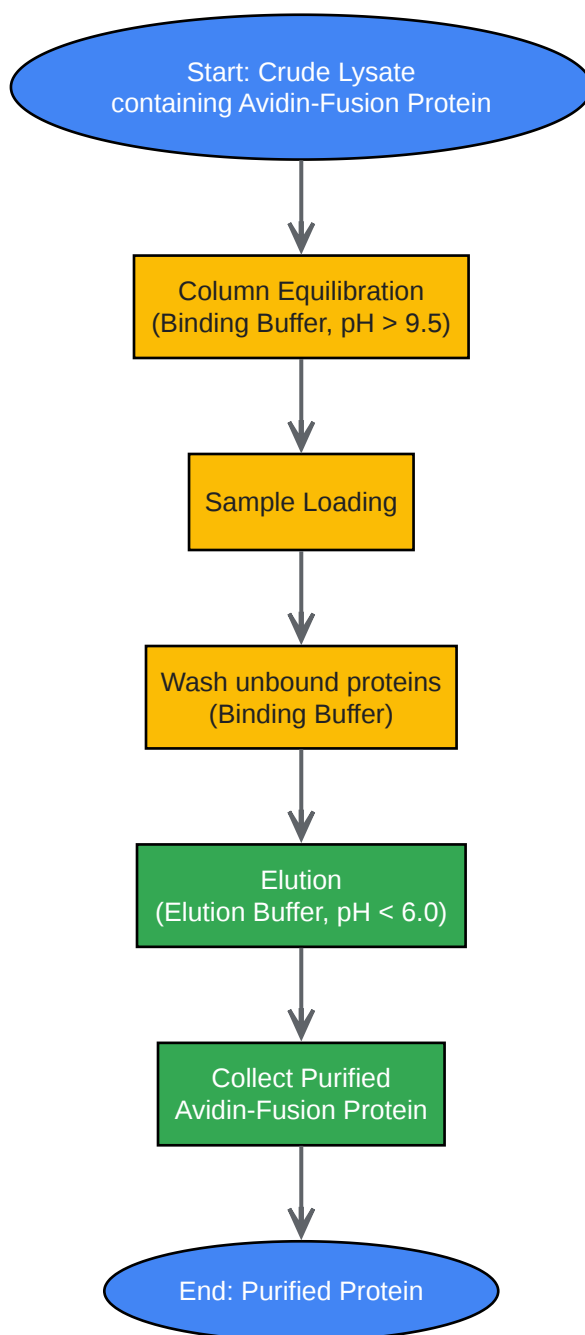 Start: Crude Lysate
containing Avidin-Fusion Protein
Column Equilibration
(Binding Buffer, pH > 9.5)
Sample Loading
Wash unbound proteins
(Binding Buffer)
Elution
(Elution Buffer, pH < 6.0)
Collect Purified
Avidin-Fusion Protein
End: Purified Protein